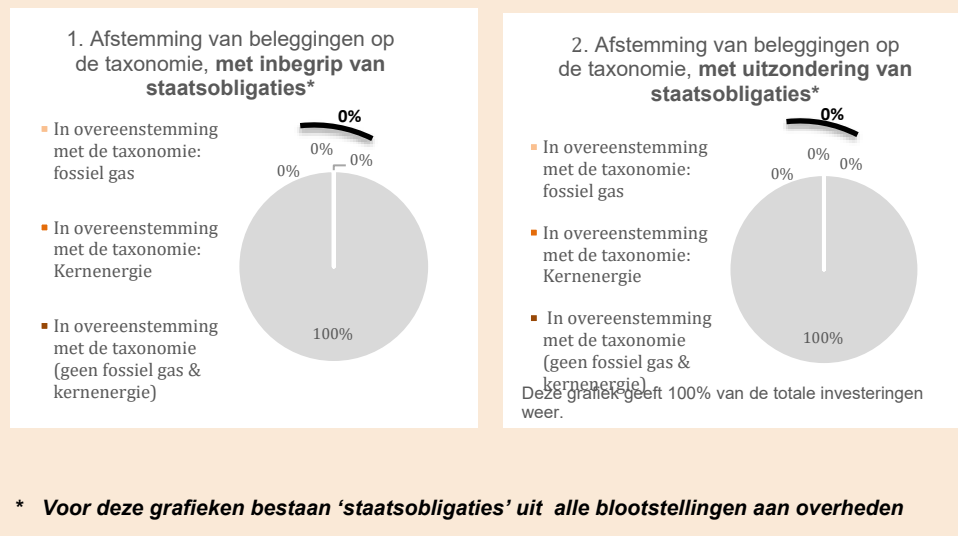 1. Afstemming van beleggingen op
de taxonomie, met inbegrip van
staatsobligaties*
0%
0%
0%
0%
In overeenstemming
met de taxonomie:
fossiel gas
In overeenstemming
met de taxonomie:
Kernenergie
In overeenstemming
met de taxonomie
(geen fossiel gas &
kernenergie)
100%
2. Afstemming van beleggingen op
de taxonomie, met uitzondering van
staatsobligaties*
0%
0%
0%
0%
In overeenstemming
met de taxonomie:
fossiel gas
In overeenstemming
met de taxonomie:
Kernenergie
In overeenstemming
met de taxonomie
(geen fossiel gas &
kernenergie)
100%
Deze grafiek geeft 100% van de totale investeringen
weer.
* Voor deze grafieken bestaan ‘staatsobligaties’ uit alle blootstellingen aan overheden